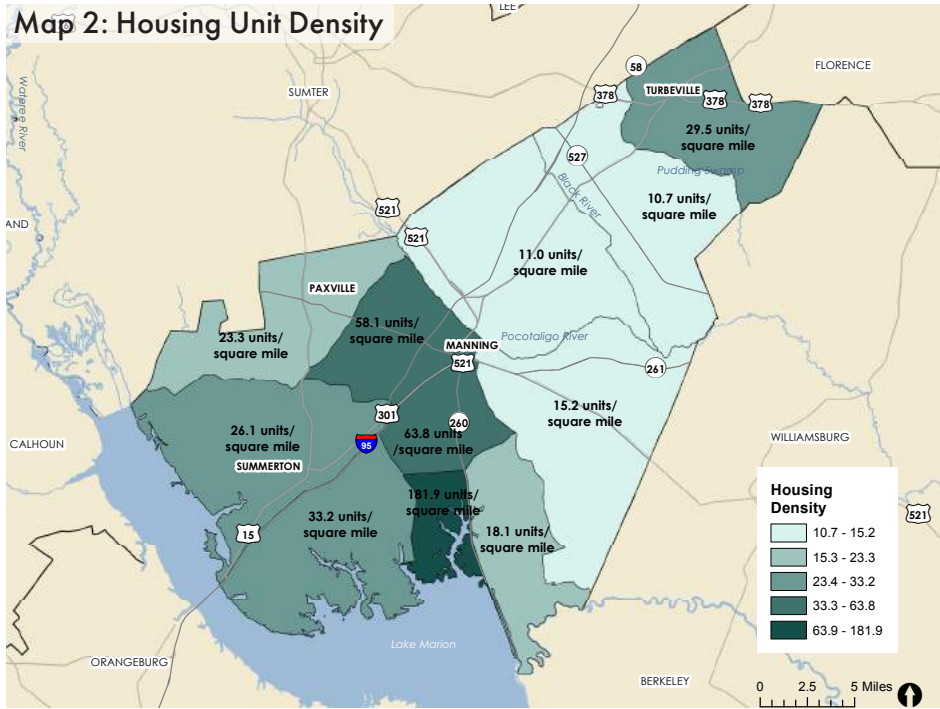 Map 2: Housing Unit Density
LEE
FLORENCE
SUMTER
Wateree River
58
378
TURBEVILLE
378
378
29.5 units/
square mile
527
Pudding Swamp
Black River
10.7 units/
square mile
521
AND
521
11.0 units/
square mile
PAXVILLE
58.1 units/
square mile
23.3 units/
square mile
Pocotaligo River
MANNING
521
261
15.2 units/
square mile
301
260
26.1 units/
square mile
63.8 units
/square mile
95
WILLIAMSBURG
CALHOUN
SUMMERTON
181.9 units/
square mile
33.2 units/
square mile
18.1 units/
square mile
15
521
Housing
Density
10.7 - 15.2
15.3 - 23.3
23.4 - 33.2
33.3 - 63.8
63.9 - 181.9
Lake Marion
ORANGEBURG
BERKELEY
0 2.5 5 Miles